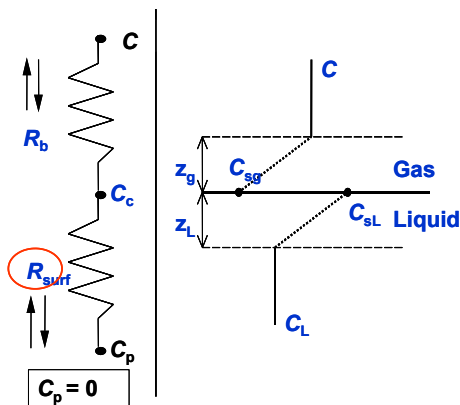 C
R_b
C_c
R_surf
C_p
C_p = 0
C
z_g
C_sg
Gas
z_L
C_sL
Liquid
C_L